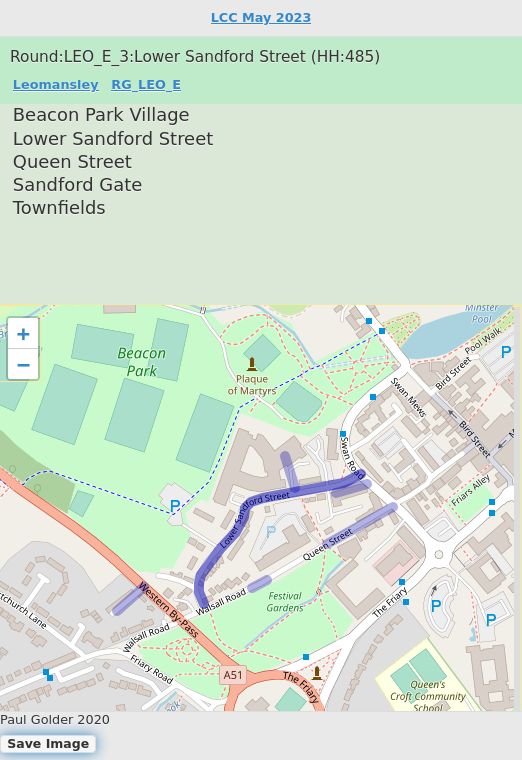 LCC May 2023
Round:LEO_E_3:Lower Sandford Street (HH:485)
Leomansley RG_LEO_E
Beacon Park Village
Lower Sandford Street
Queen Street
Sandford Gate
Townfields
+
−
Minster
Pool
Pool Walk
Beacon
Park
Plaque
of Martyrs
P
Bird Street
Swan Mews
Bird Street
Swan Road
Friars Alley
P
Lower Sandford Street
P
Queen Street
Festival
Gardens
Walsall Road
Western By-Pass
The Friary
P
P
Walsall Road
Friary Road
A51
The Friary
Queen's
Croft Community
School
Paul Golder 2020
Save Image